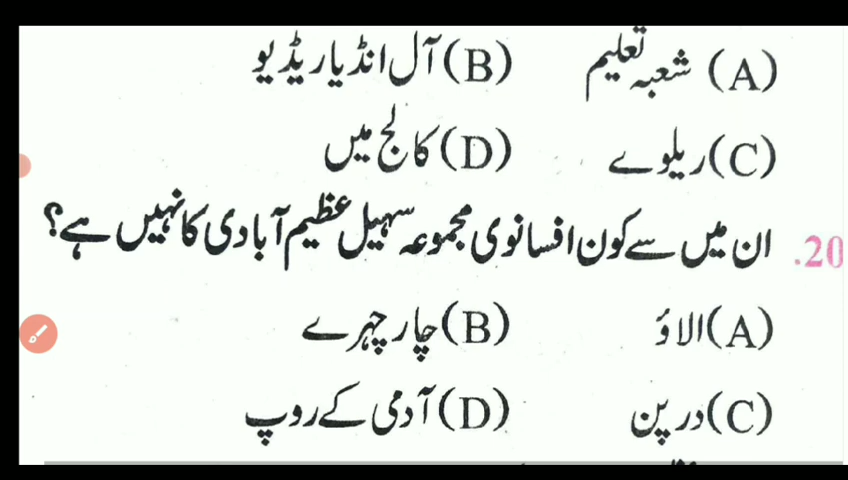 (A) شعبہ تعلیم (B) آل انڈیا ریڈیو
(C) ریلوے (D) کالج میں
20. ان میں سے کون افسانوی مجموعہ سہیل عظیم آبادی کا نہیں ہے؟
(A) الاؤ (B) چار چہرے
(C) درپن (D) آدمی کے روپ